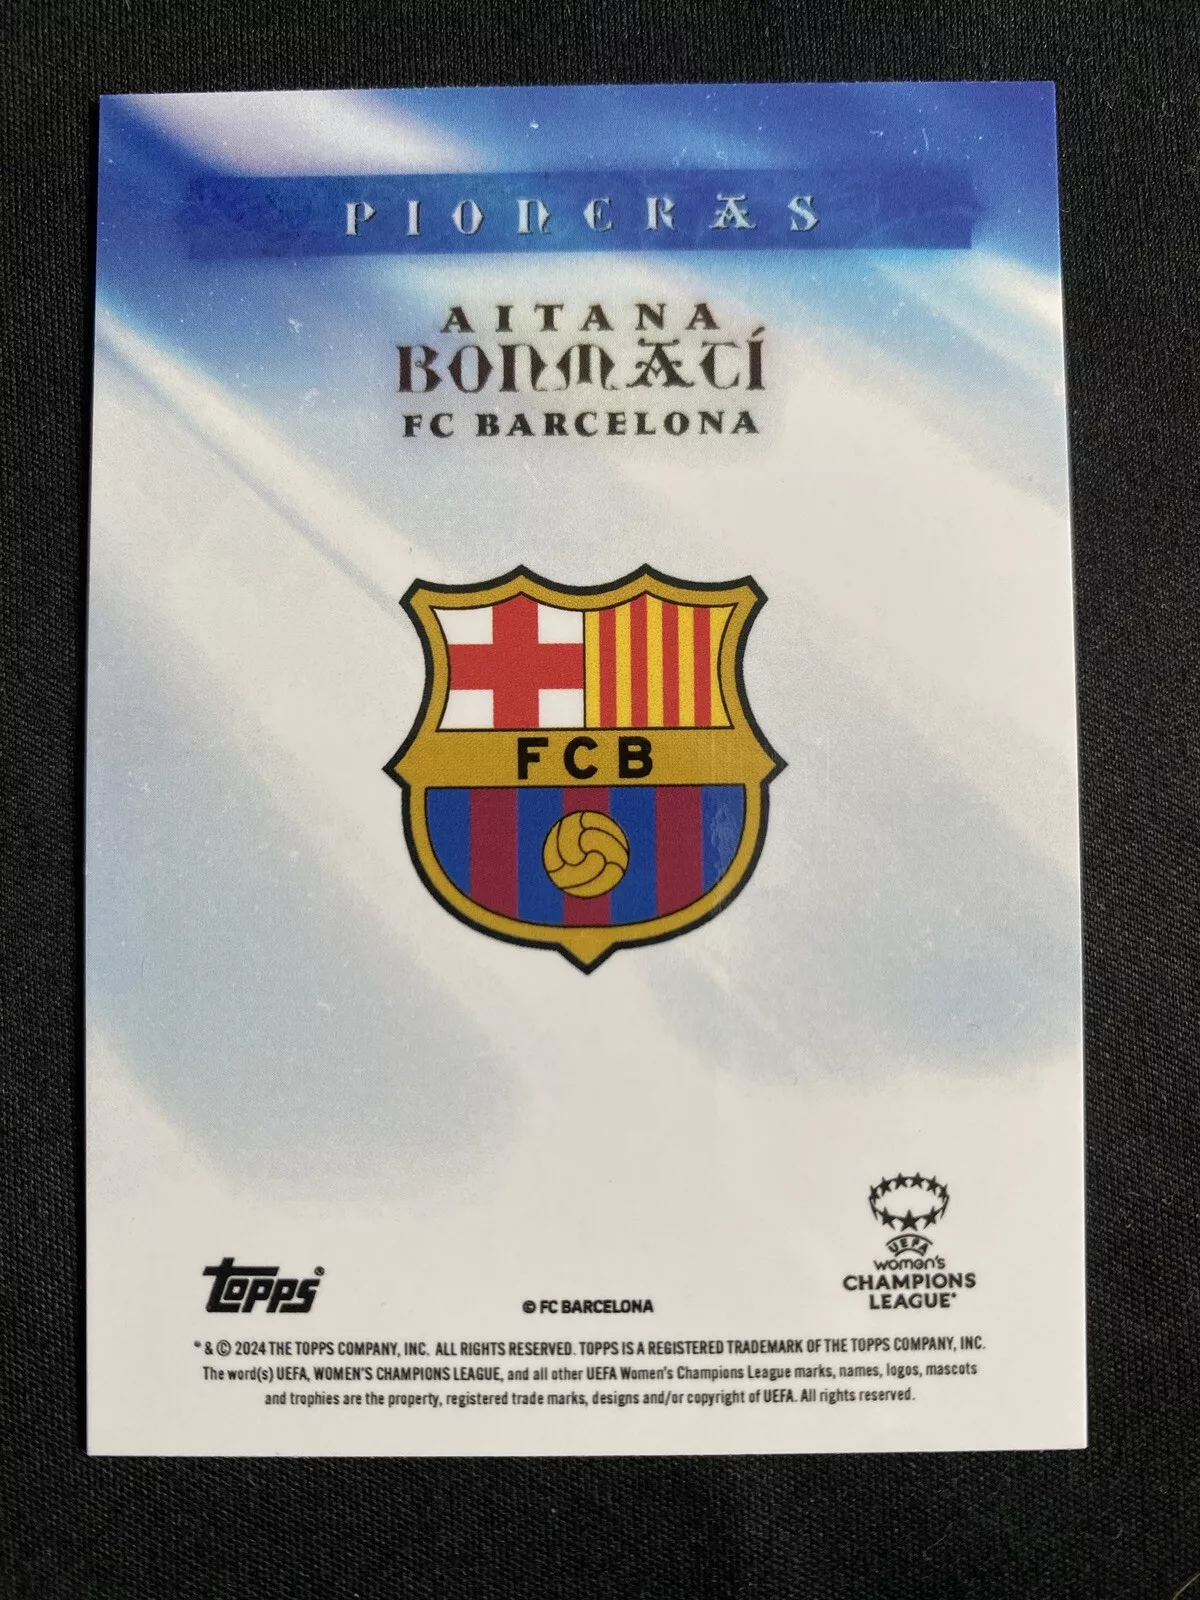 PIONERAS
AITANA
BONMATÍ
FC BARCELONA
FCB
UEFA
women's
CHAMPIONS
LEAGUE®
topps®
© FC BARCELONA
® & © 2024 THE TOPPS COMPANY, INC. ALL RIGHTS RESERVED. TOPPS IS A REGISTERED TRADEMARK OF THE TOPPS COMPANY, INC.
The word(s) UEFA, WOMEN'S CHAMPIONS LEAGUE, and all other UEFA Women's Champions League marks, names, logos, mascots
and trophies are the property, registered trade marks, designs and/or copyright of UEFA. All rights reserved.